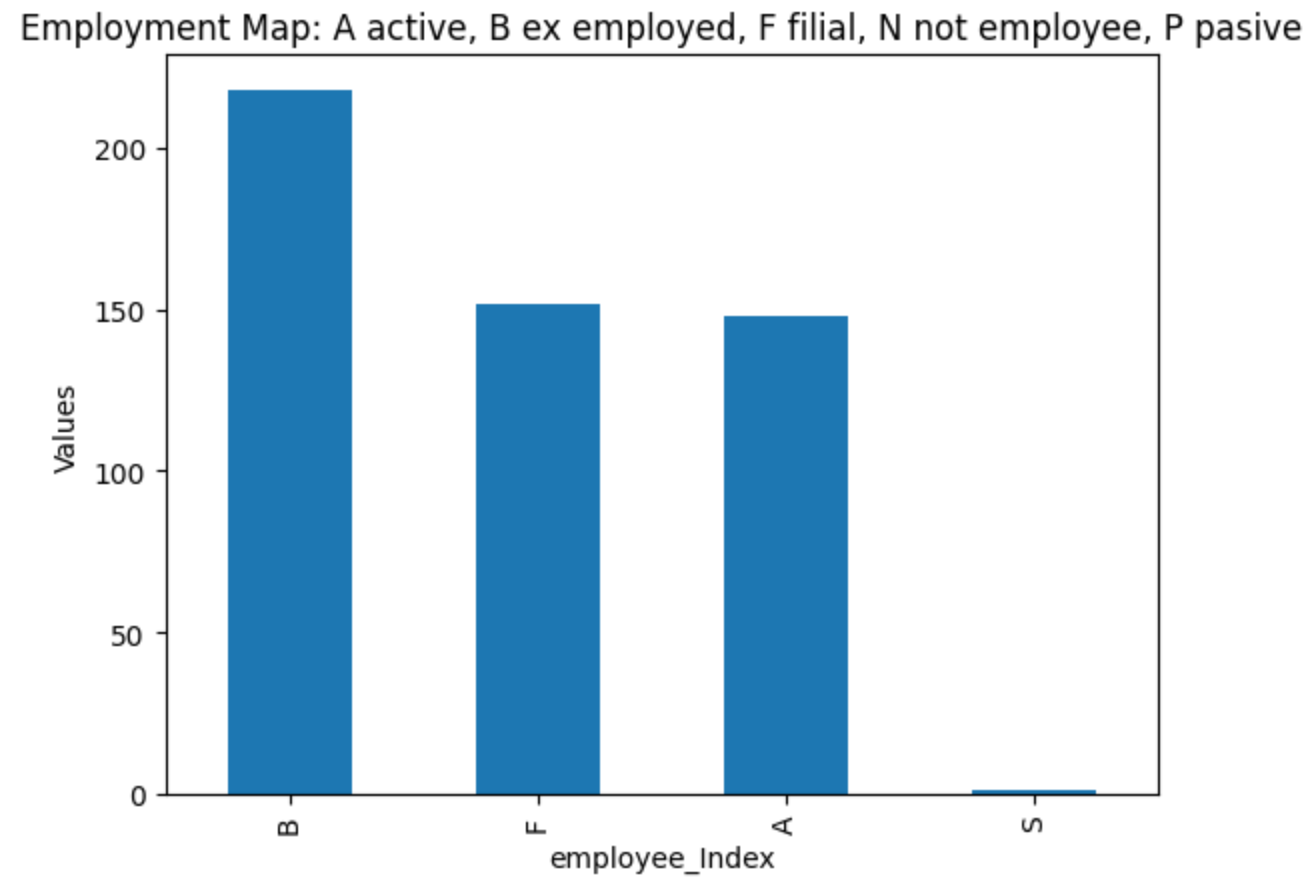 Employment Map: A active, B ex employed, F filial, N not employee, P pasive
200
150
100
50
0
Values
B
F
A
S
employee_Index